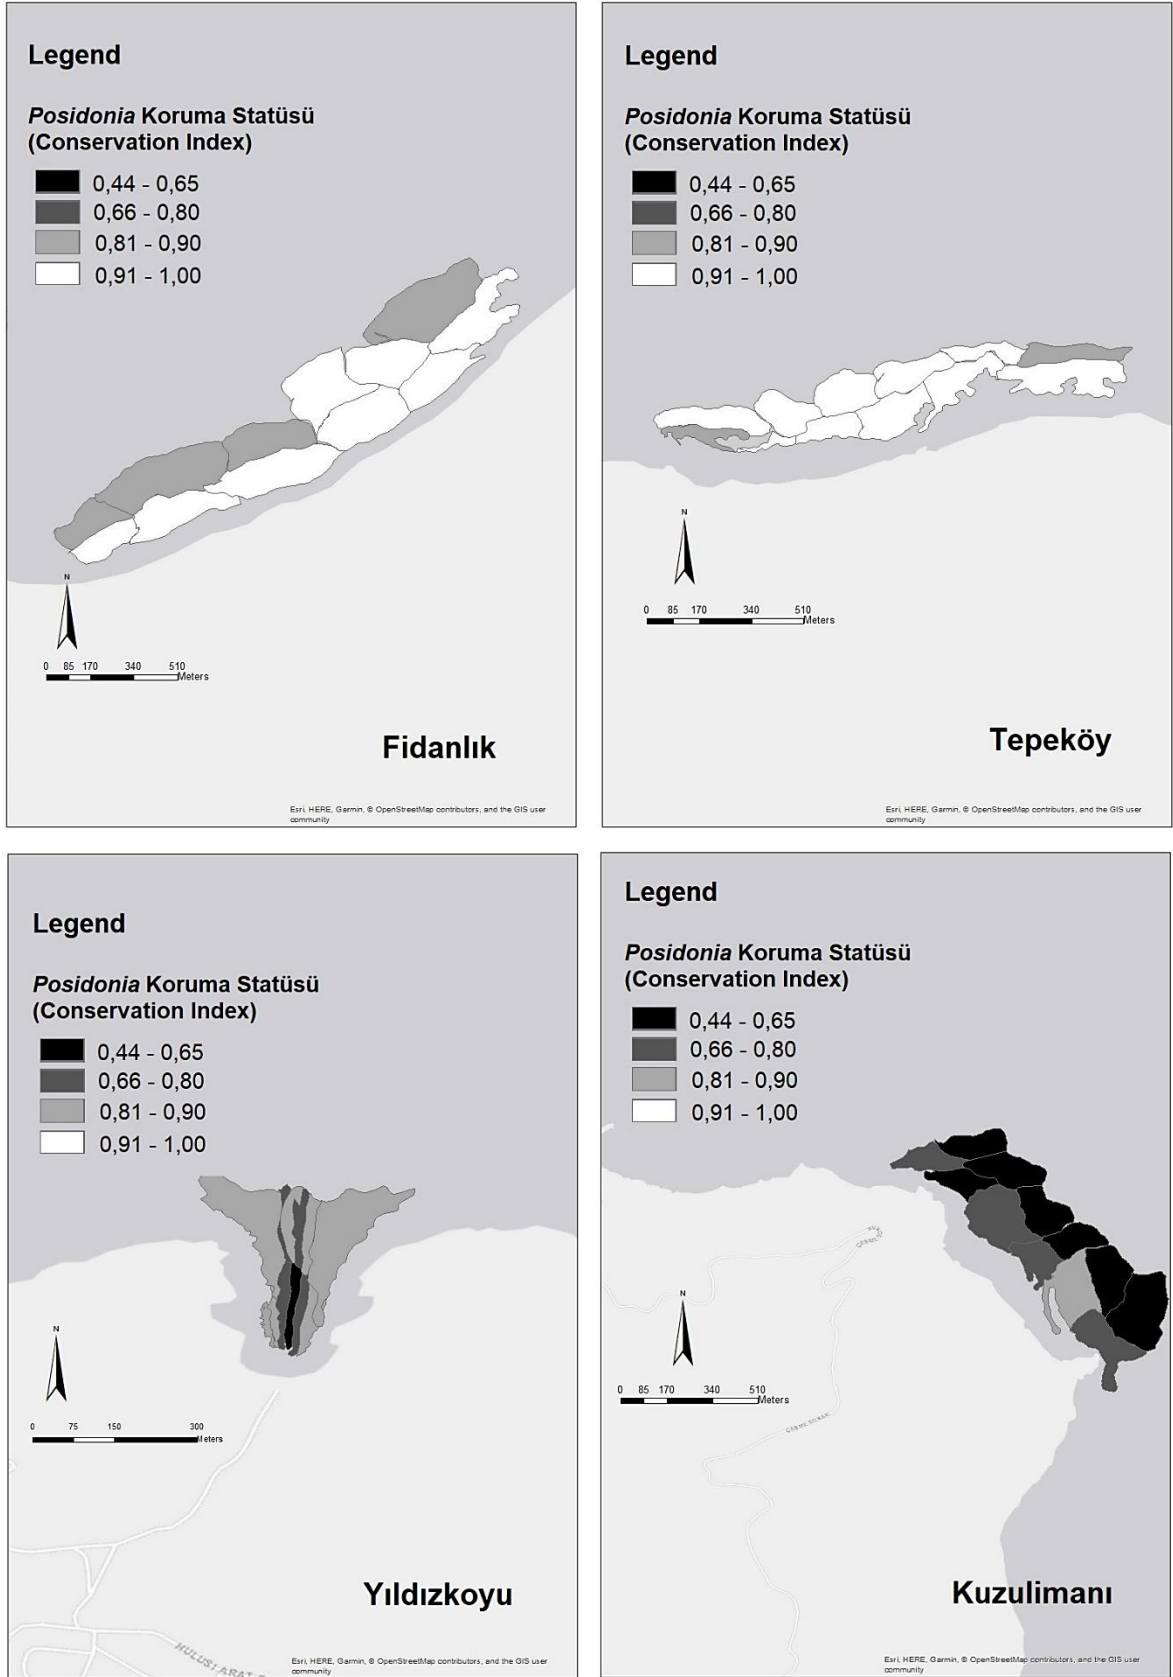 Legend
Posidonia Koruma Statüsü
(Conservation Index)
0,44 - 0,65
0,66 - 0,80
0,81 - 0,90
0,91 - 1,00
N
0 85 170 340 510
Meters
Fidanlık
Esri, HERE, Garmin, © OpenStreetMap contributors, and the GIS user
community
Legend
Posidonia Koruma Statüsü
(Conservation Index)
0,44 - 0,65
0,66 - 0,80
0,81 - 0,90
0,91 - 1,00
N
0 85 170 340 510
Meters
Tepeköy
Esri, HERE, Garmin, © OpenStreetMap contributors, and the GIS user
community
Legend
Posidonia Koruma Statüsü
(Conservation Index)
0,44 - 0,65
0,66 - 0,80
0,81 - 0,90
0,91 - 1,00
N
0 75 150 300
Meters
Yıldızkoyu
Esri, HERE, Garmin, © OpenStreetMap contributors, and the GIS user
community
Legend
Posidonia Koruma Statüsü
(Conservation Index)
0,44 - 0,65
0,66 - 0,80
0,81 - 0,90
0,91 - 1,00
N
0 85 170 340 510
Meters
Kuzulimanı
Esri, HERE, Garmin, © OpenStreetMap contributors, and the GIS user
community